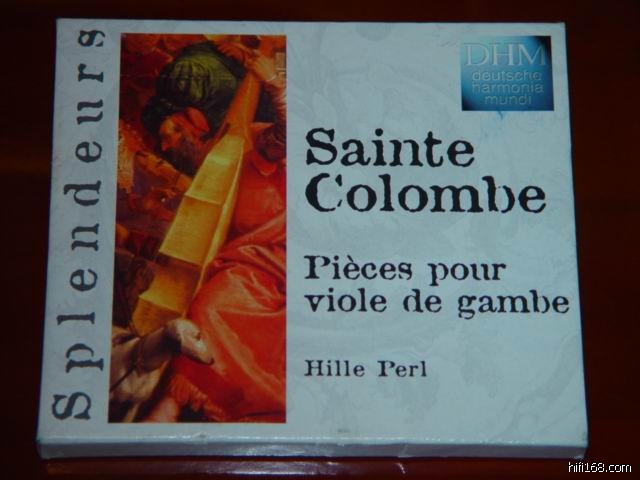 Splendeurs
DHM
deutsche
harmonia
mundi
Sainte
Colombe
Pièces pour
viole de gambe
Hille Perl
hifi168.com